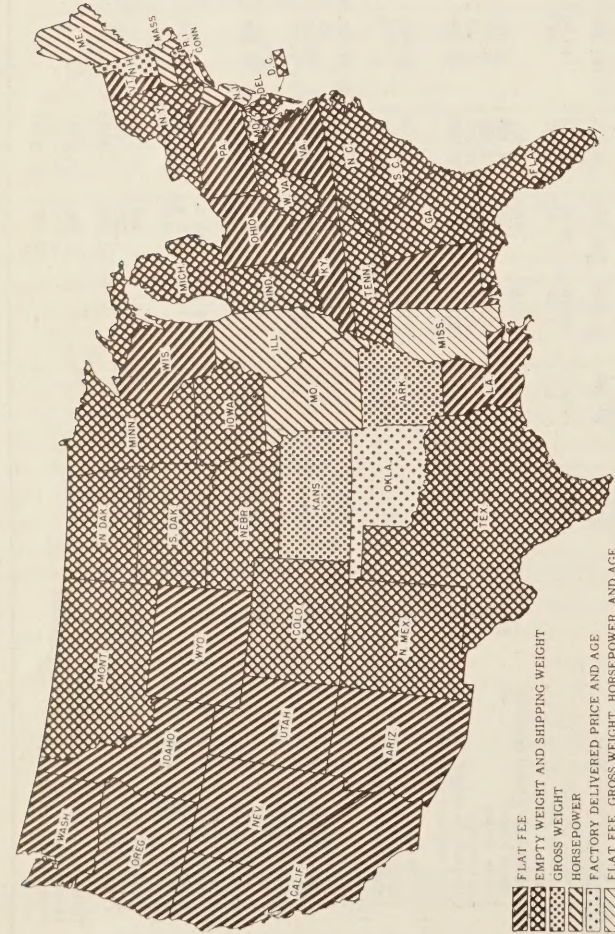 WASH
OREG
CALIF
NEV
IDAHO
UTAH
ARIZ
MONT
WYO
COLO
N MEX
N DAK
S. DAK
NEBR
KANS
OKLA
TEX
MINN
IOWA
MO
ARK
LA
WIS
ILL
MISS
MICH
IND
KY
TENN
OHIO
W VA
VA
N C
S. C
GA
FLA
PA
N Y
ME
VT
N H
MASS
R I
CONN
N J
DEL
MD
D. C.
FLAT FEE
EMPTY WEIGHT AND SHIPPING WEIGHT
GROSS WEIGHT
HORSEPOWER
FACTORY DELIVERED PRICE AND AGE
FLAT FEE, GROSS WEIGHT, HORSEPOWER, AND AGE